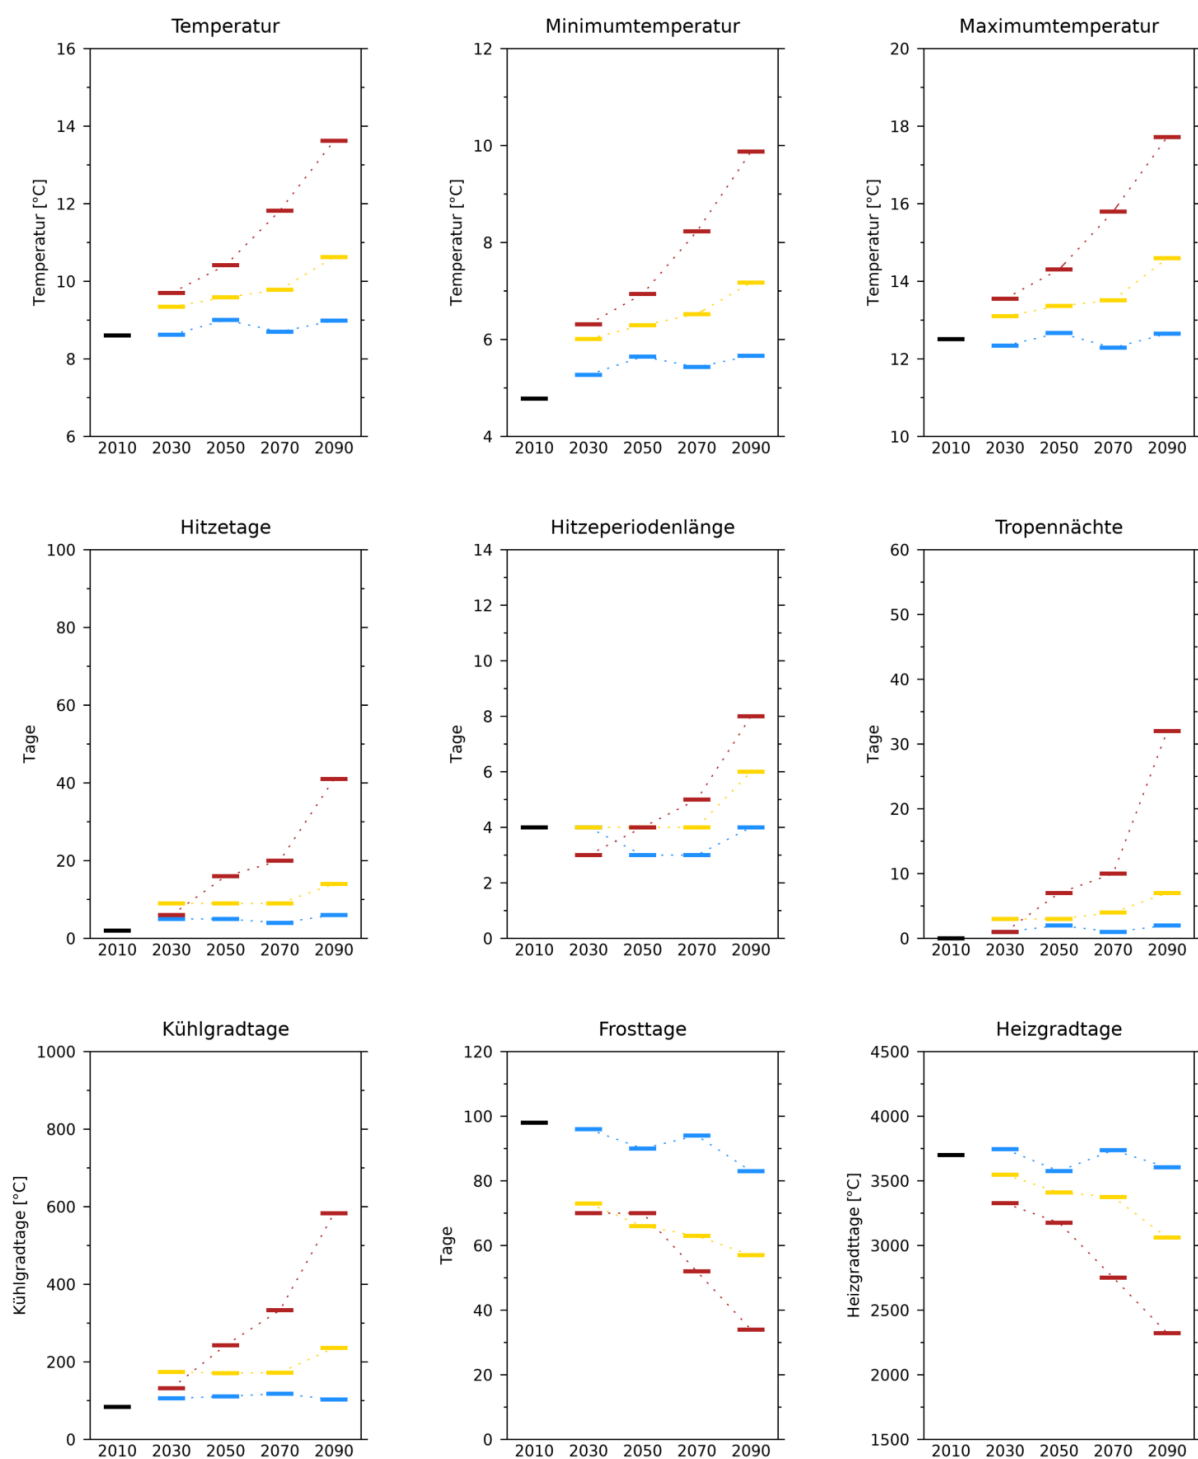 Temperatur
Minimumtemperatur
Maximumtemperatur
16
14
12
10
8
6
Temperatur [°C]
2010 2030 2050 2070 2090
12
10
8
6
4
Temperatur [°C]
2010 2030 2050 2070 2090
20
18
16
14
12
10
Temperatur [°C]
2010 2030 2050 2070 2090
Hitzetage
Hitzeperiodenlänge
Tropennächte
100
80
60
40
20
0
Tage
2010 2030 2050 2070 2090
14
12
10
8
6
4
2
0
Tage
2010 2030 2050 2070 2090
60
50
40
30
20
10
0
Tage
2010 2030 2050 2070 2090
Kühlgradtage
Frosttage
Heizgradtage
1000
800
600
400
200
0
Kühlgradtage [°C]
2010 2030 2050 2070 2090
120
100
80
60
40
20
0
Tage
2010 2030 2050 2070 2090
4500
4000
3500
3000
2500
2000
1500
Heizgradttage [°C]
2010 2030 2050 2070 2090